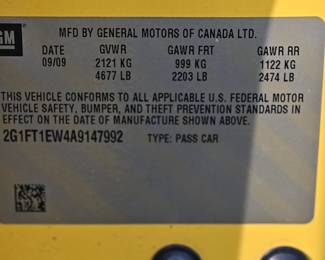 GM
MFD BY GENERAL MOTORS OF CANADA LTD.
DATE GVWR GAWR FRT GAWR RR
09/09 2121 KG 999 KG 1122 KG
4677 LB 2203 LB 2474 LB
THIS VEHICLE CONFORMS TO ALL APPLICABLE U.S. FEDERAL MOTOR
VEHICLE SAFETY, BUMPER, AND THEFT PREVENTION STANDARDS IN
EFFECT ON THE DATE OF MANUFACTURE SHOWN ABOVE.
2G1FT1EW4A9147992 TYPE: PASS CAR